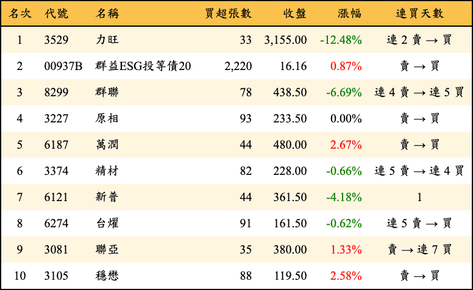 名次 代號 名稱 買超張數 收盤 漲幅 連買天數
1 3529 力旺 33 3,155.00 -12.48% 連 2 賣 → 買
2 00937B 群益ESG投等債20 2,220 16.16 0.87% 賣 → 買
3 8299 群聯 78 438.50 -6.69% 連 4 賣 → 連 5 買
4 3227 原相 93 233.50 0.00% 賣 → 買
5 6187 萬潤 44 480.00 2.67% 賣 → 買
6 3374 精材 82 228.00 -0.66% 連 5 賣 → 連 4 買
7 6121 新普 44 361.50 -4.18% 1
8 6274 台燿 91 161.50 -0.62% 連 5 賣 → 買
9 3081 聯亞 35 380.00 1.33% 賣 → 連 7 買
10 3105 穩懋 88 119.50 2.58% 賣 → 買